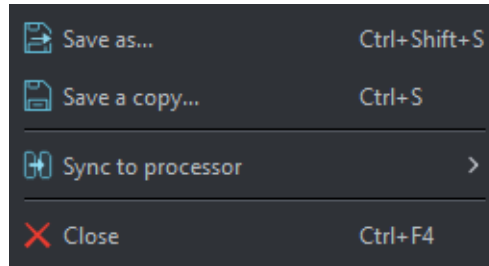 Save as... Ctrl+Shift+S
Save a copy... Ctrl+S
Sync to processor
Close Ctrl+F4